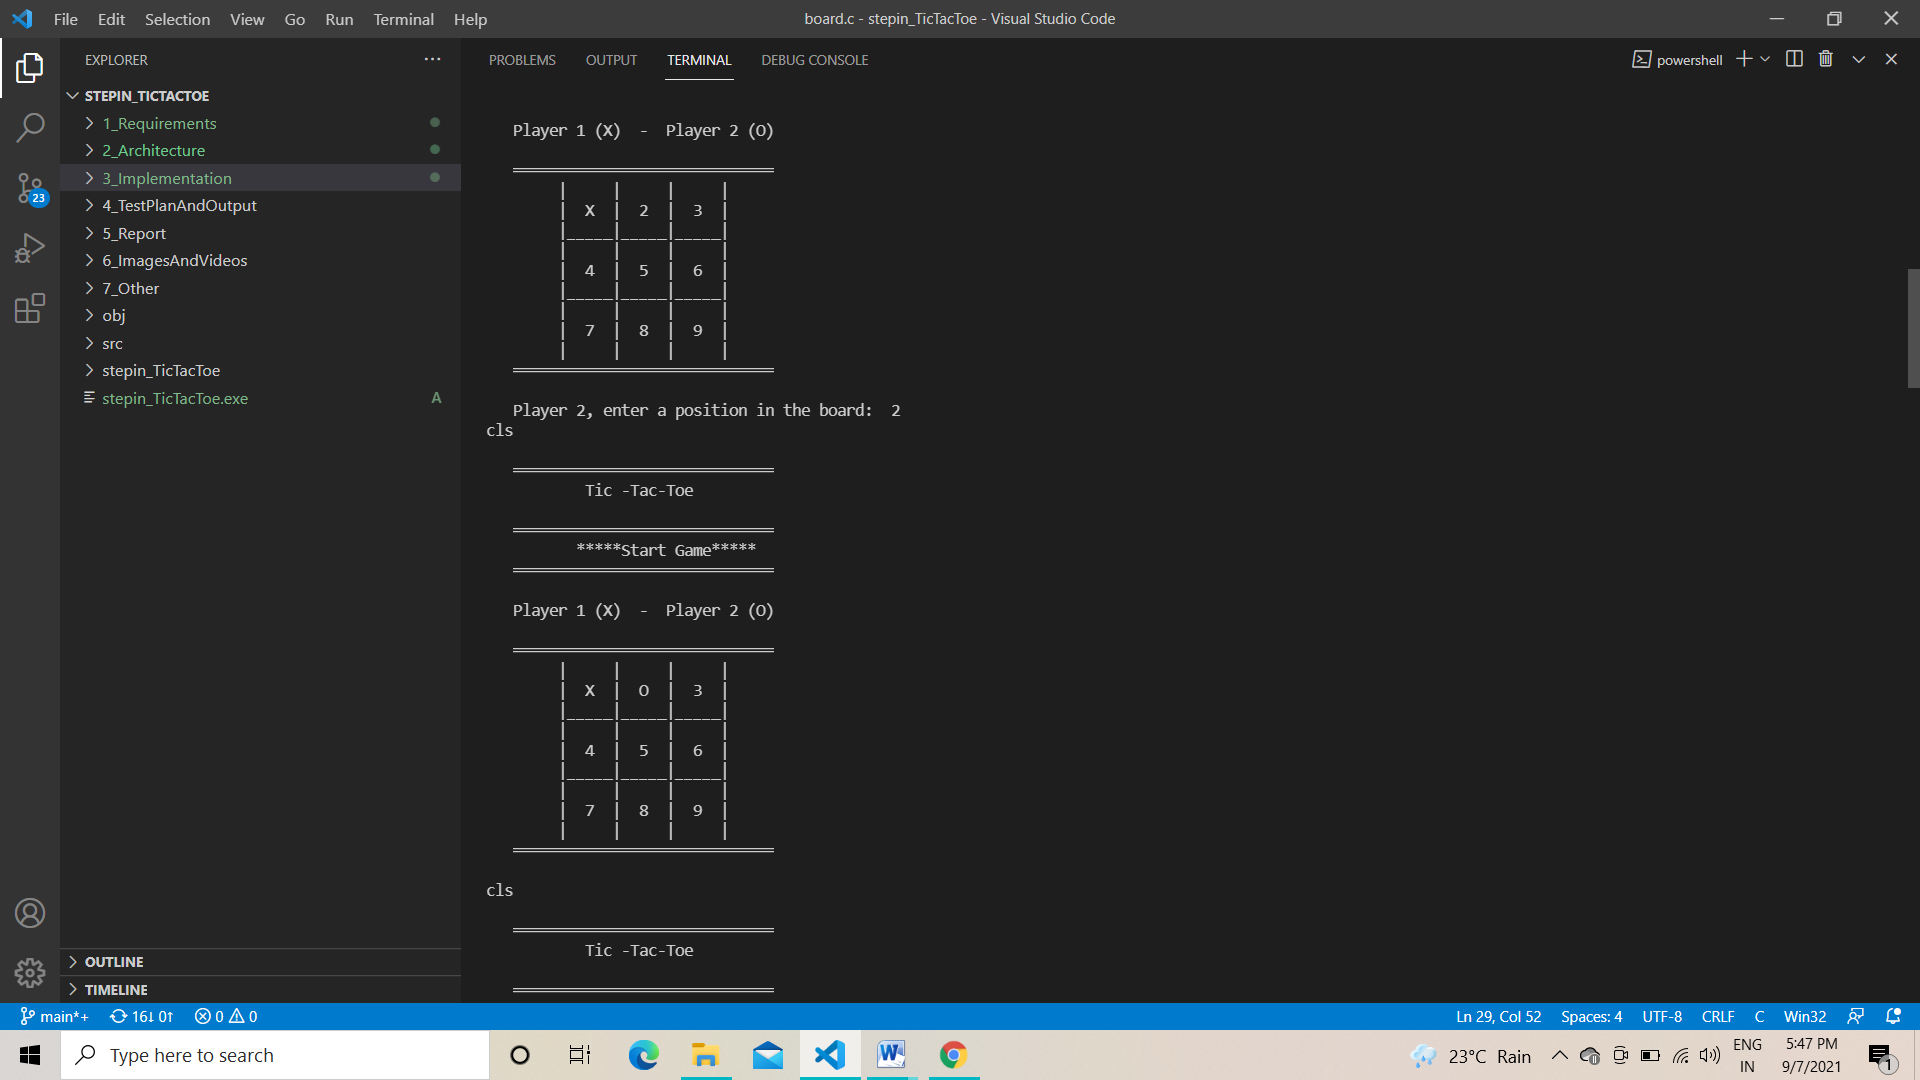 File Edit Selection View Go Run Terminal Help
board.c - stepin_TicTacToe - Visual Studio Code
EXPLORER
STEPIN_TICTACTOE
1_Requirements
2_Architecture
3_Implementation
4_TestPlanAndOutput
5_Report
6_ImagesAndVideos
7_Other
obj
src
stepin_TicTacToe
stepin_TicTacToe.exe A
OUTLINE
TIMELINE
23
PROBLEMS OUTPUT TERMINAL DEBUG CONSOLE
powershell
Player 1 (X) - Player 2 (O)
X | 2 | 3
4 | 5 | 6
7 | 8 | 9
Player 2, enter a position in the board: 2
cls
Tic -Tac-Toe
*****Start Game*****
Player 1 (X) - Player 2 (O)
X | O | 3
4 | 5 | 6
7 | 8 | 9
cls
Tic -Tac-Toe
main*+ 16↓ 0↑ 0 0
Ln 29, Col 52 Spaces: 4 UTF-8 CRLF C Win32
Type here to search
23°C Rain
ENG
IN
5:47 PM
9/7/2021
1